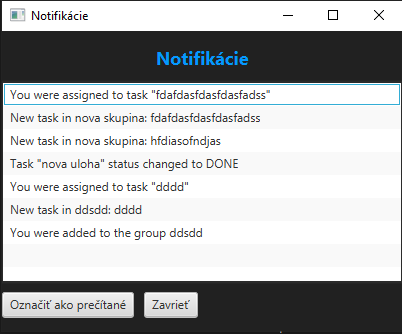 Notifikácie
Notifikácie
You were assigned to task "fdafdasfdasfdasfadss"
New task in nova skupina: fdafdasfdasfdasfadss
New task in nova skupina: hfdiasofndjas
Task "nova uloha" status changed to DONE
You were assigned to task "dddd"
New task in ddsdd: dddd
You were added to the group ddsdd
Označiť ako prečítané
Zavrieť